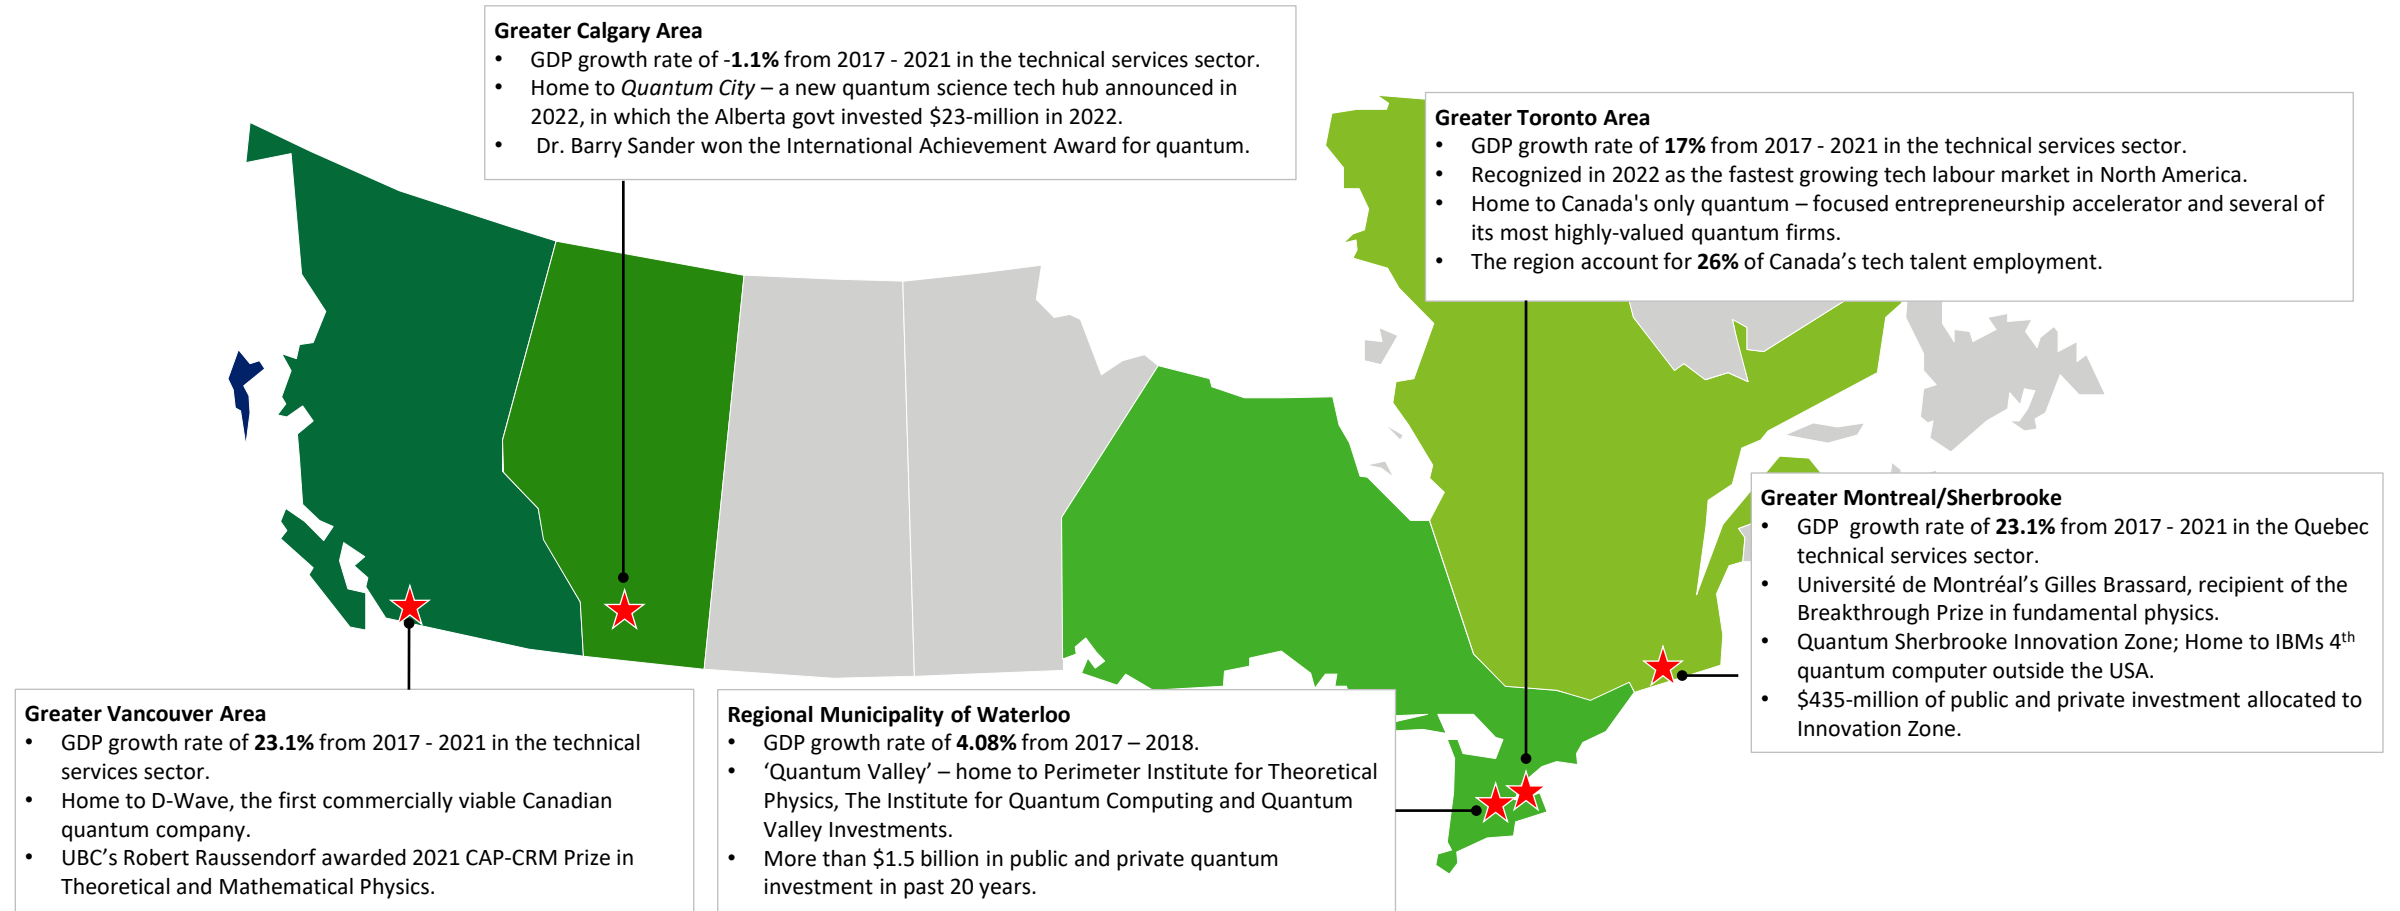 Greater Calgary Area
• GDP growth rate of -1.1% from 2017 - 2021 in the technical services sector.
• Home to Quantum City – a new quantum science tech hub announced in
2022, in which the Alberta govt invested $23-million in 2022.
• Dr. Barry Sander won the International Achievement Award for quantum.
Greater Toronto Area
• GDP growth rate of 17% from 2017 - 2021 in the technical services sector.
• Recognized in 2022 as the fastest growing tech labour market in North America.
• Home to Canada's only quantum – focused entrepreneurship accelerator and several of
its most highly-valued quantum firms.
• The region account for 26% of Canada’s tech talent employment.
Greater Montreal/Sherbrooke
• GDP growth rate of 23.1% from 2017 - 2021 in the Quebec
technical services sector.
• Université de Montréal’s Gilles Brassard, recipient of the
Breakthrough Prize in fundamental physics.
• Quantum Sherbrooke Innovation Zone; Home to IBMs 4th
quantum computer outside the USA.
• $435-million of public and private investment allocated to
Innovation Zone.
Greater Vancouver Area
• GDP growth rate of 23.1% from 2017 - 2021 in the technical
services sector.
• Home to D-Wave, the first commercially viable Canadian
quantum company.
• UBC’s Robert Raussendorf awarded 2021 CAP-CRM Prize in
Theoretical and Mathematical Physics.
Regional Municipality of Waterloo
• GDP growth rate of 4.08% from 2017 – 2018.
• ‘Quantum Valley’ – home to Perimeter Institute for Theoretical
Physics, The Institute for Quantum Computing and Quantum
Valley Investments.
• More than $1.5 billion in public and private quantum
investment in past 20 years.